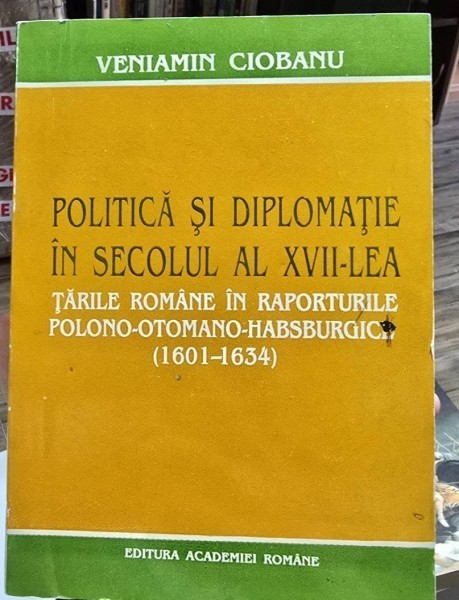 VENIAMIN CIOBANU
POLITICĂ ŞI DIPLOMAŢIE
ÎN SECOLUL AL XVII-LEA
ŢĂRILE ROMÂNE ÎN RAPORTURILE
POLONO-OTOMANO-HABSBURGICE
(1601-1634)
EDITURA ACADEMIEI ROMÂNE